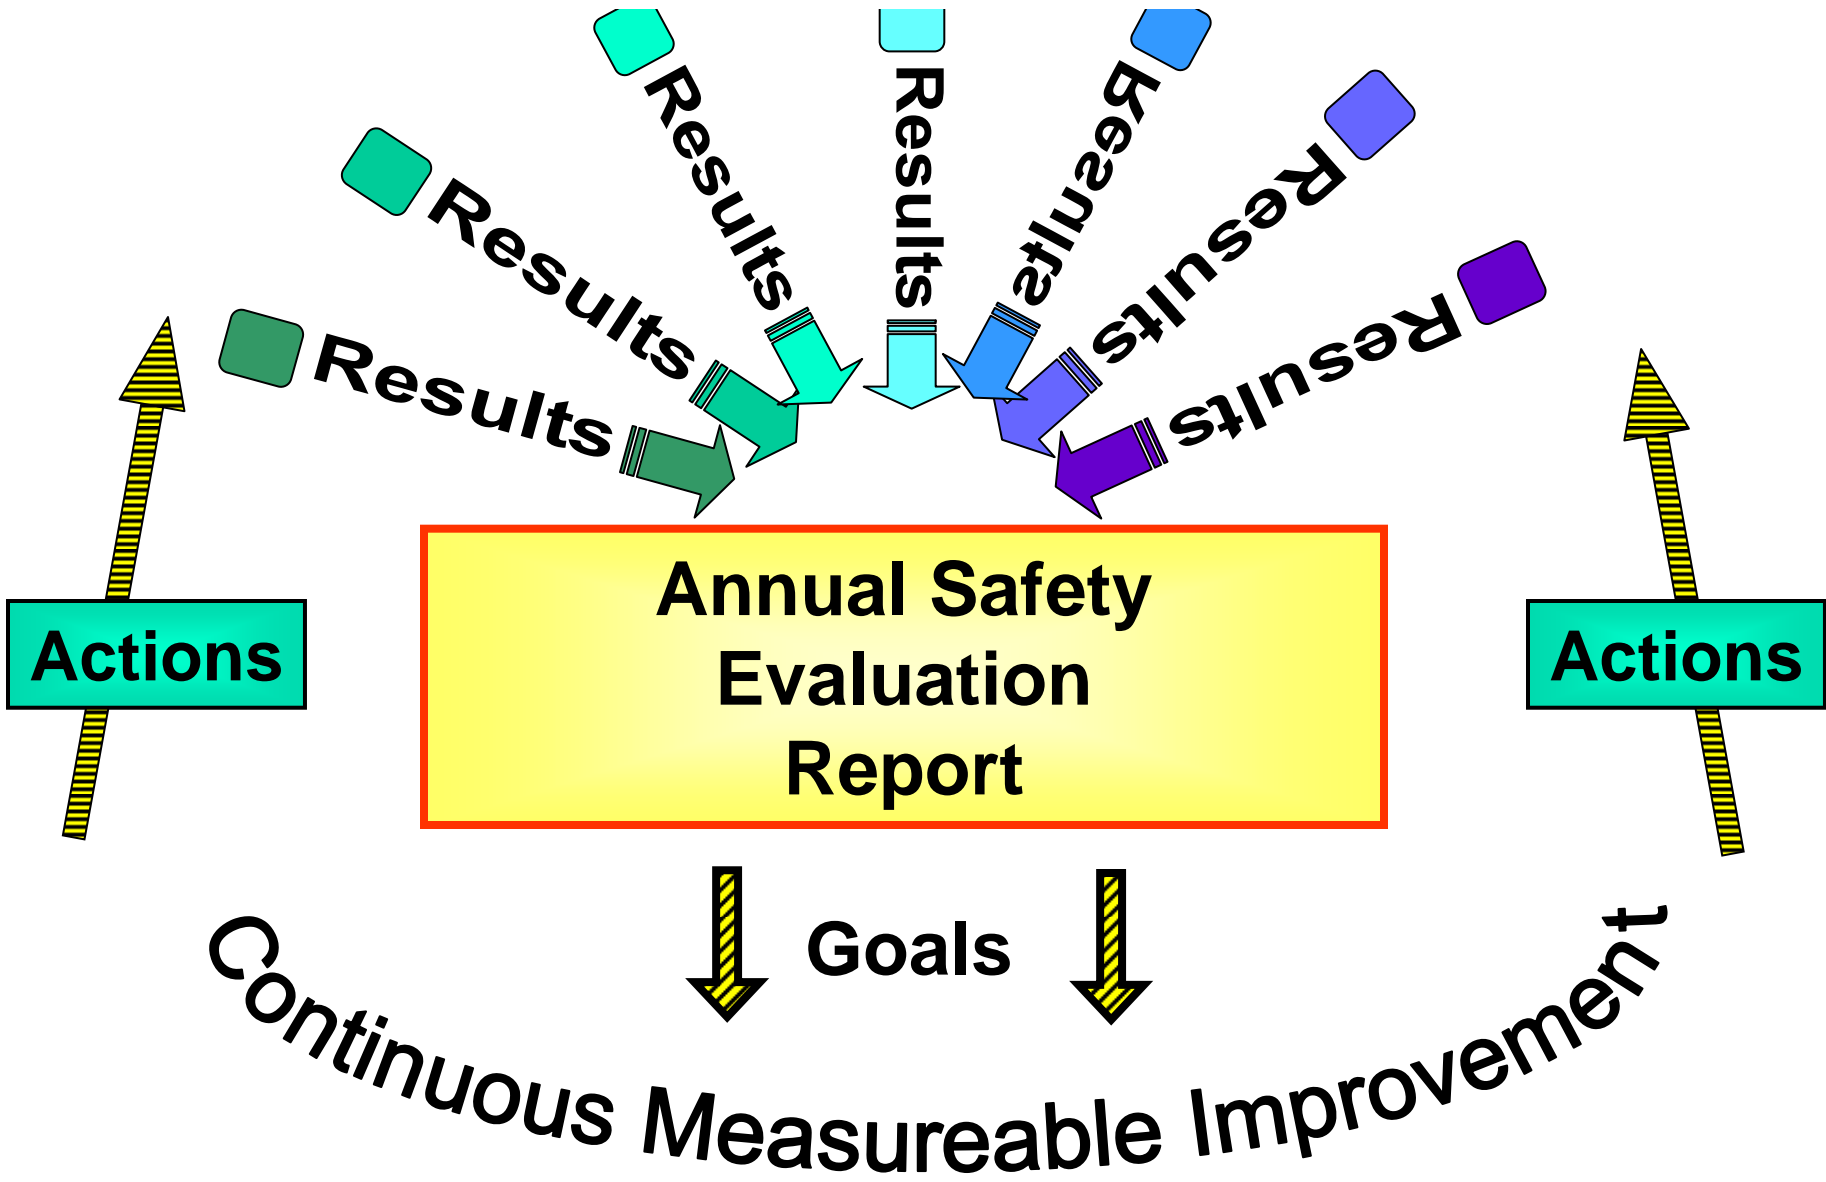 Results
Results
Results
Results
Results
Results
Results
Annual Safety
Evaluation
Report
Actions
Actions
Goals
Continuous Measureable Improvement